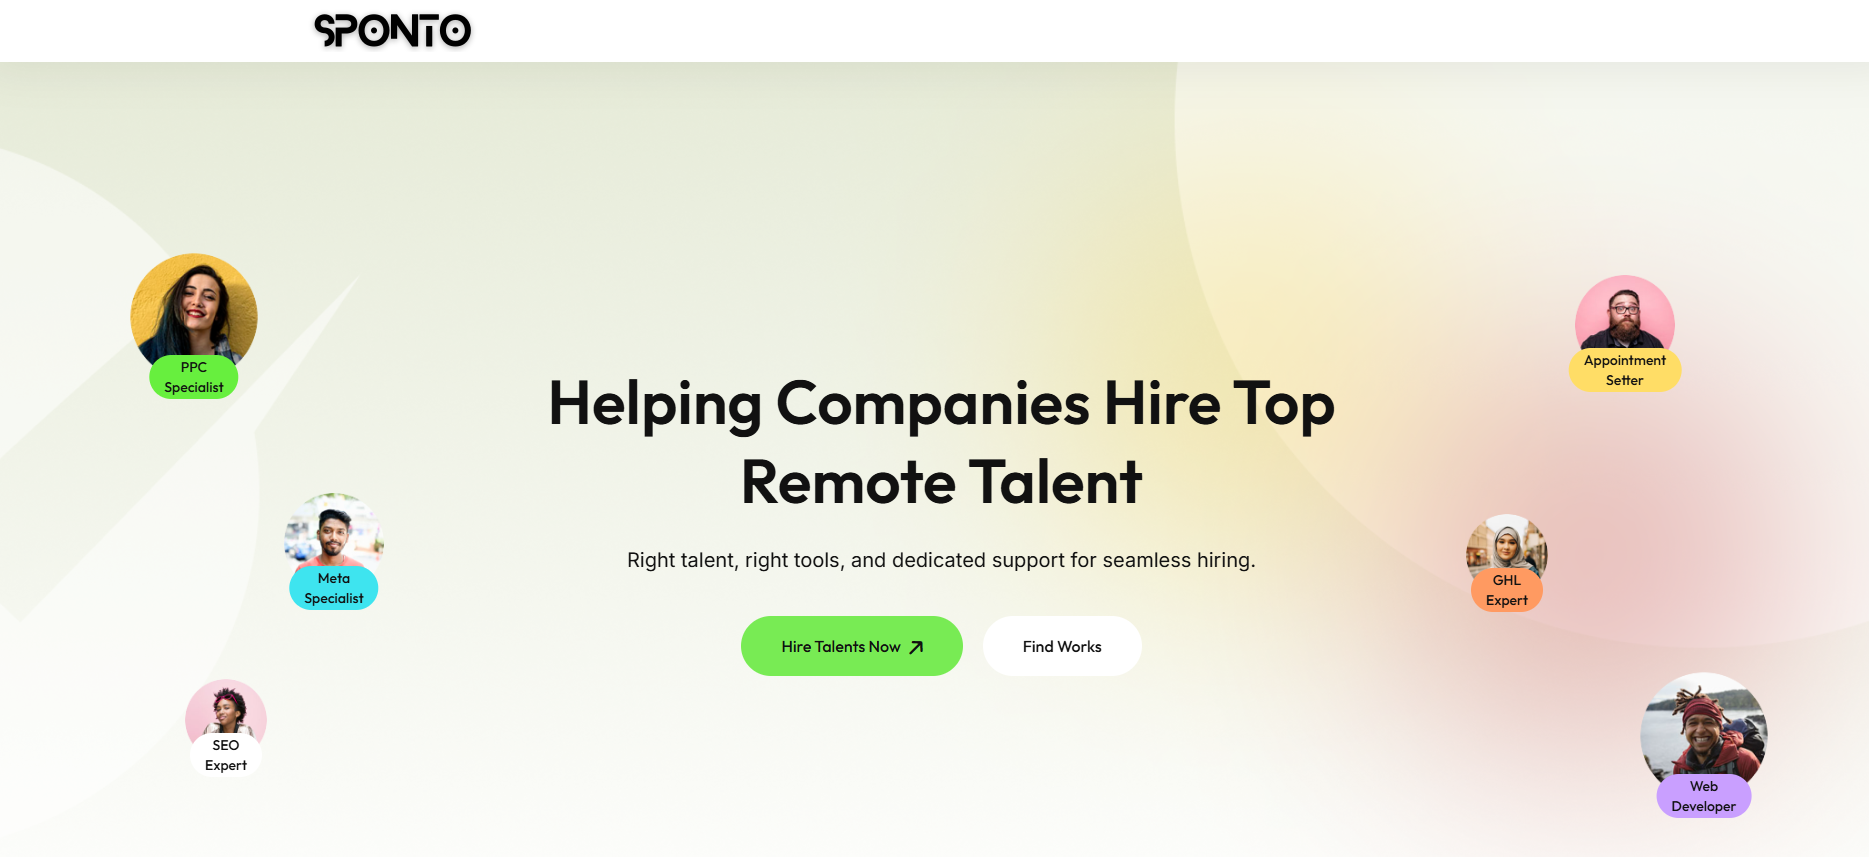 SPONTO
PPC
Specialist
Appointment
Setter
Helping Companies Hire Top
Remote Talent
Meta
Specialist
Right talent, right tools, and dedicated support for seamless hiring.
GHL
Expert
Hire Talents Now
Find Works
SEO
Expert
Web
Developer